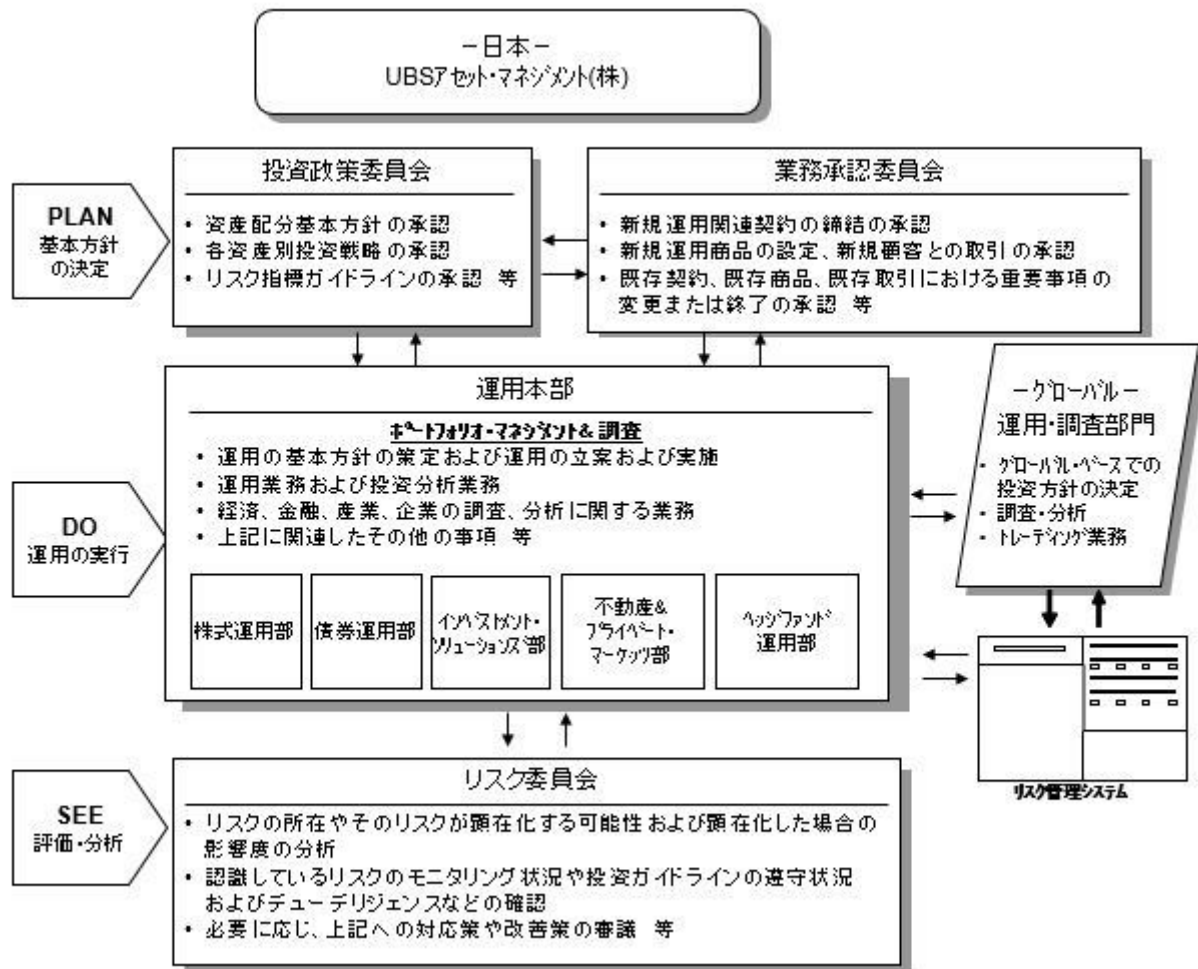 －日本－
UBSアセット・マネジメント(株)
PLAN
基本方針
の決定
投資政策委員会
・ 資産配分基本方針の承認
・ 各資産別投資戦略の承認
・ リスク指標ガイドラインの承認 等
業務承認委員会
・ 新規運用関連契約の締結の承認
・ 新規運用商品の設定、新規顧客との取引の承認
・ 既存契約、既存商品、既存取引における重要事項の
変更または終了の承認 等
DO
運用の実行
運用本部
ポートフォリオ・マネジメント&調査
・ 運用の基本方針の策定および運用の立案および実施
・ 運用業務および投資分析業務
・ 経済、金融、産業、企業の調査、分析に関する業務
・ 上記に関連したその他の事項 等
株式運用部
債券運用部
インベストメント・
ソリューションズ部
不動産&
プライベート・
マーケッツ部
ヘッジファンド
運用部
－グローバル－
運用・調査部門
・ グローバル・ベースでの
投資方針の決定
・ 調査・分析
・ トレーディング業務
リスク管理システム
SEE
評価・分析
リスク委員会
・ リスクの所在やそのリスクが顕在化する可能性および顕在化した場合の
影響度の分析
・ 認識しているリスクのモニタリング状況や投資ガイドラインの遵守状況
およびデューデリジェンスなどの確認
・ 必要に応じ、上記への対応策や改善策の審議 等